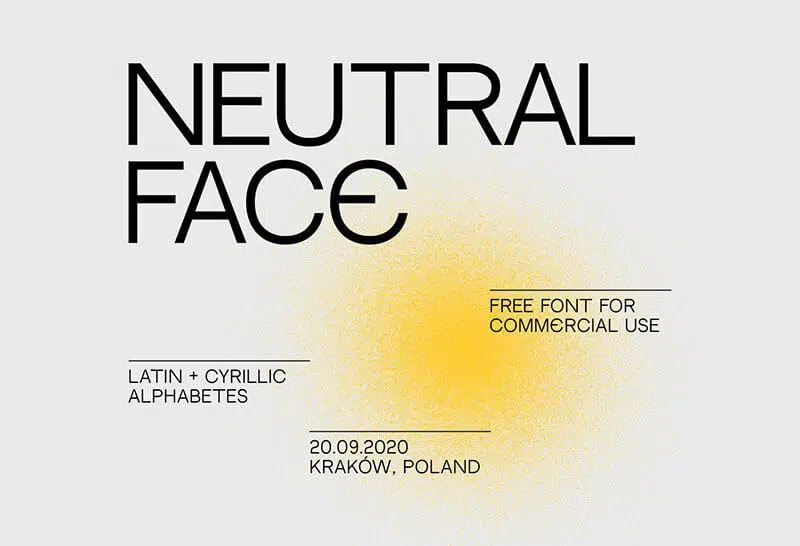 NEUTRAL
FACE
FREE FONT FOR
COMMERCIAL USE
LATIN + CYRILLIC
ALPHABETES
20.09.2020
KRAKÓW, POLAND